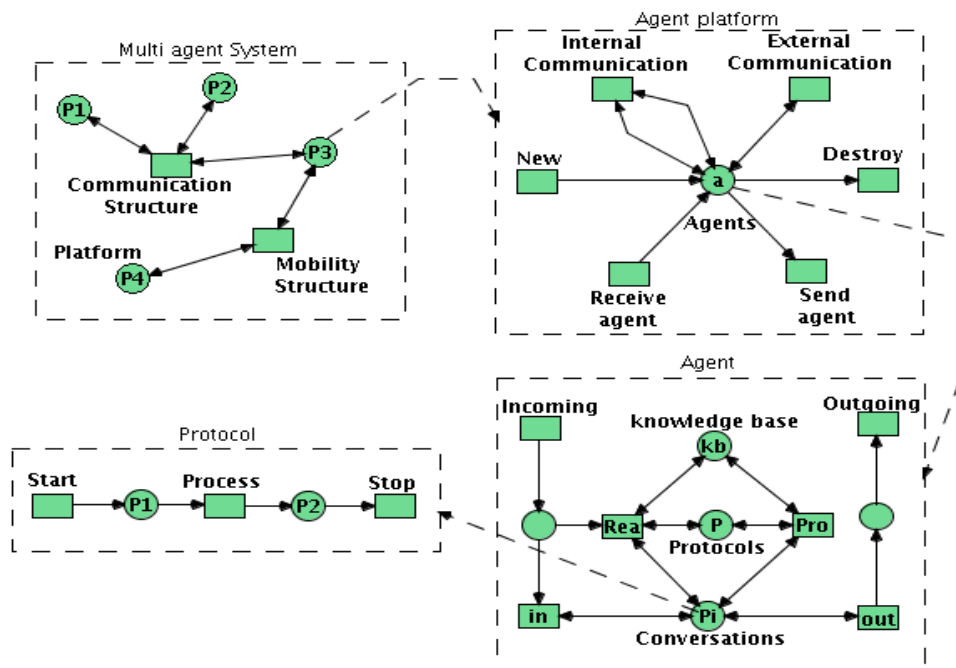 Multi agent System
P1
P2
P3
Communication
Structure
Platform
P4
Mobility
Structure
Agent platform
Internal
Communication
External
Communication
New
Destroy
a
Agents
Receive
agent
Send
agent
Protocol
Start
Process
Stop
P1
P2
Agent
Incoming
Outgoing
knowledge base
kb
Rea
P
Pro
Protocols
in
Pi
out
Conversations